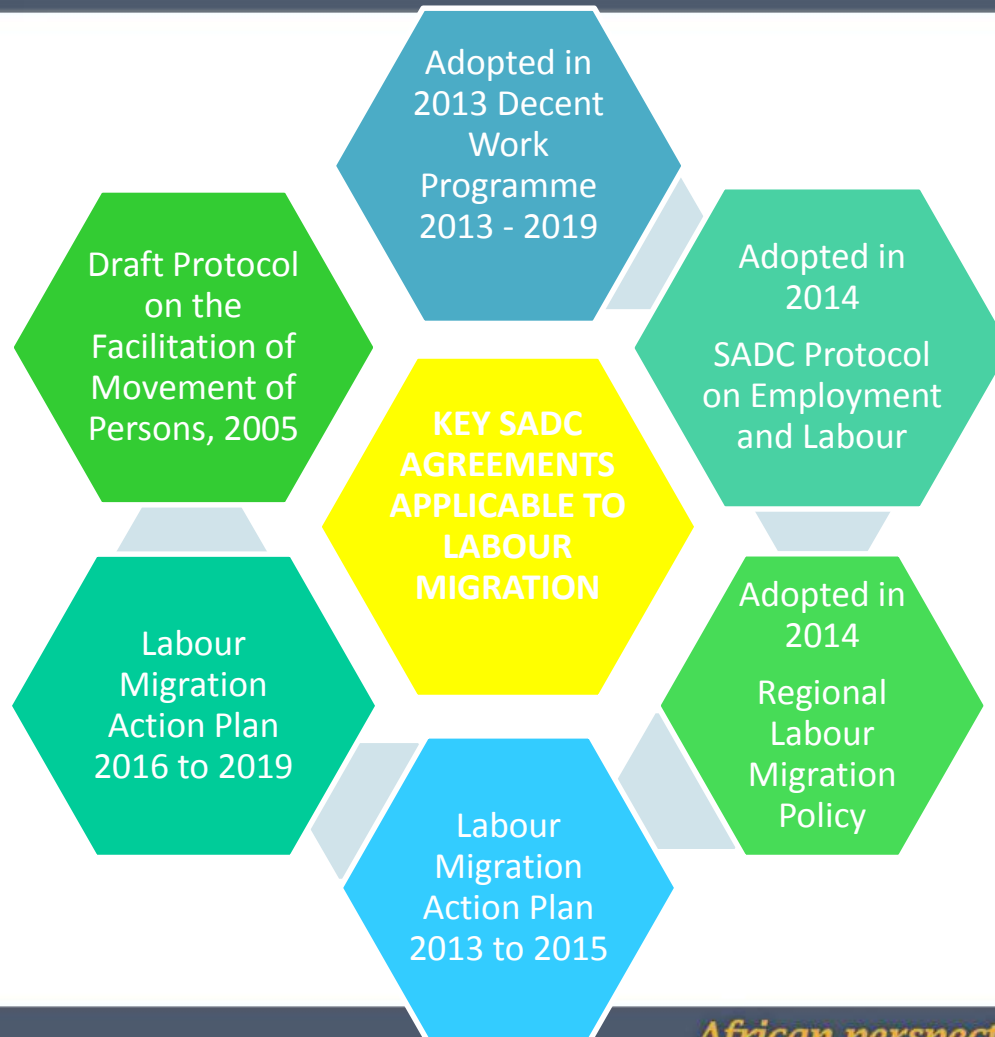 Adopted in
2013 Decent
Work
Programme
2013 - 2019
Adopted in
2014
SADC Protocol
on Employment
and Labour
Adopted in
2014
Regional
Labour
Migration
Policy
Labour
Migration
Action Plan
2013 to 2015
Labour
Migration
Action Plan
2016 to 2019
Draft Protocol
on the
Facilitation of
Movement of
Persons, 2005
KEY SADC
AGREEMENTS
APPLICABLE TO
LABOUR
MIGRATION
African